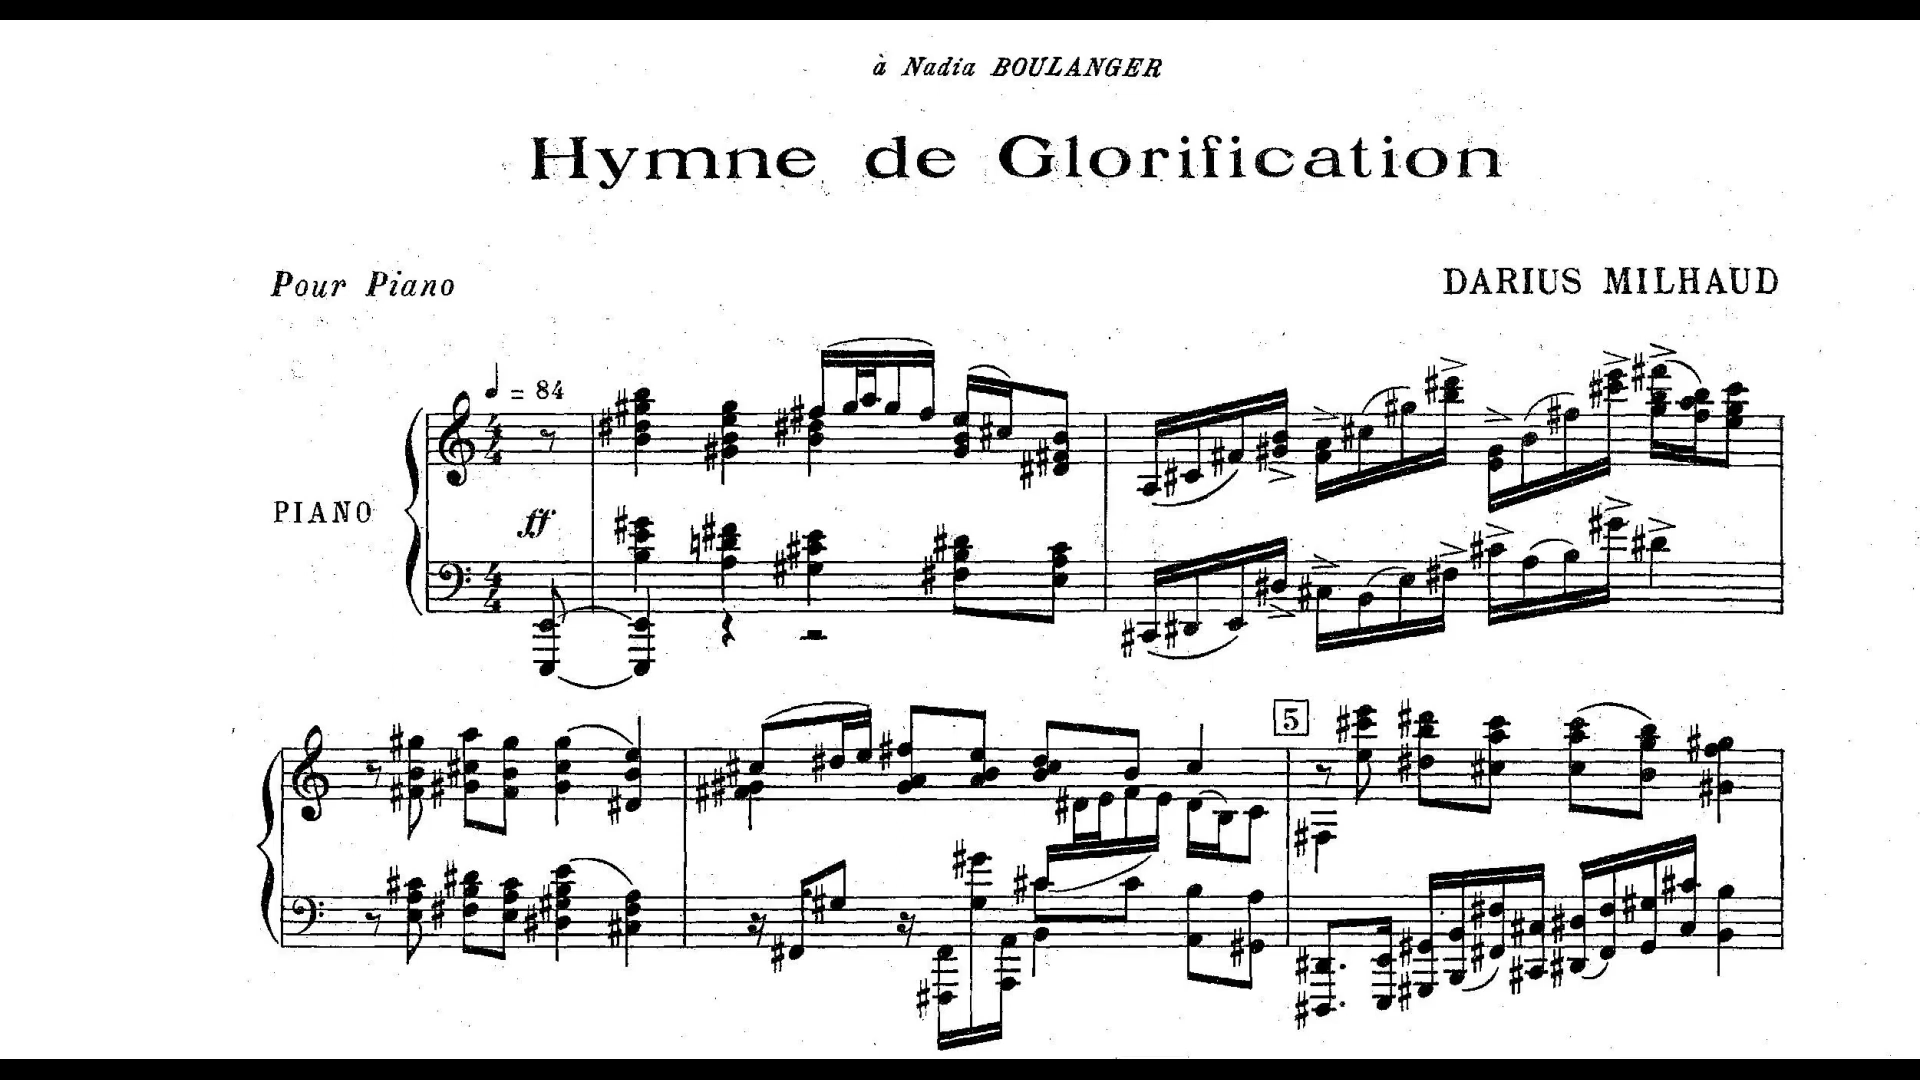 à Nadia BOULANGER
Hymne de Glorification
Pour Piano
DARIUS MILHAUD
= 84
PIANO
ff
5